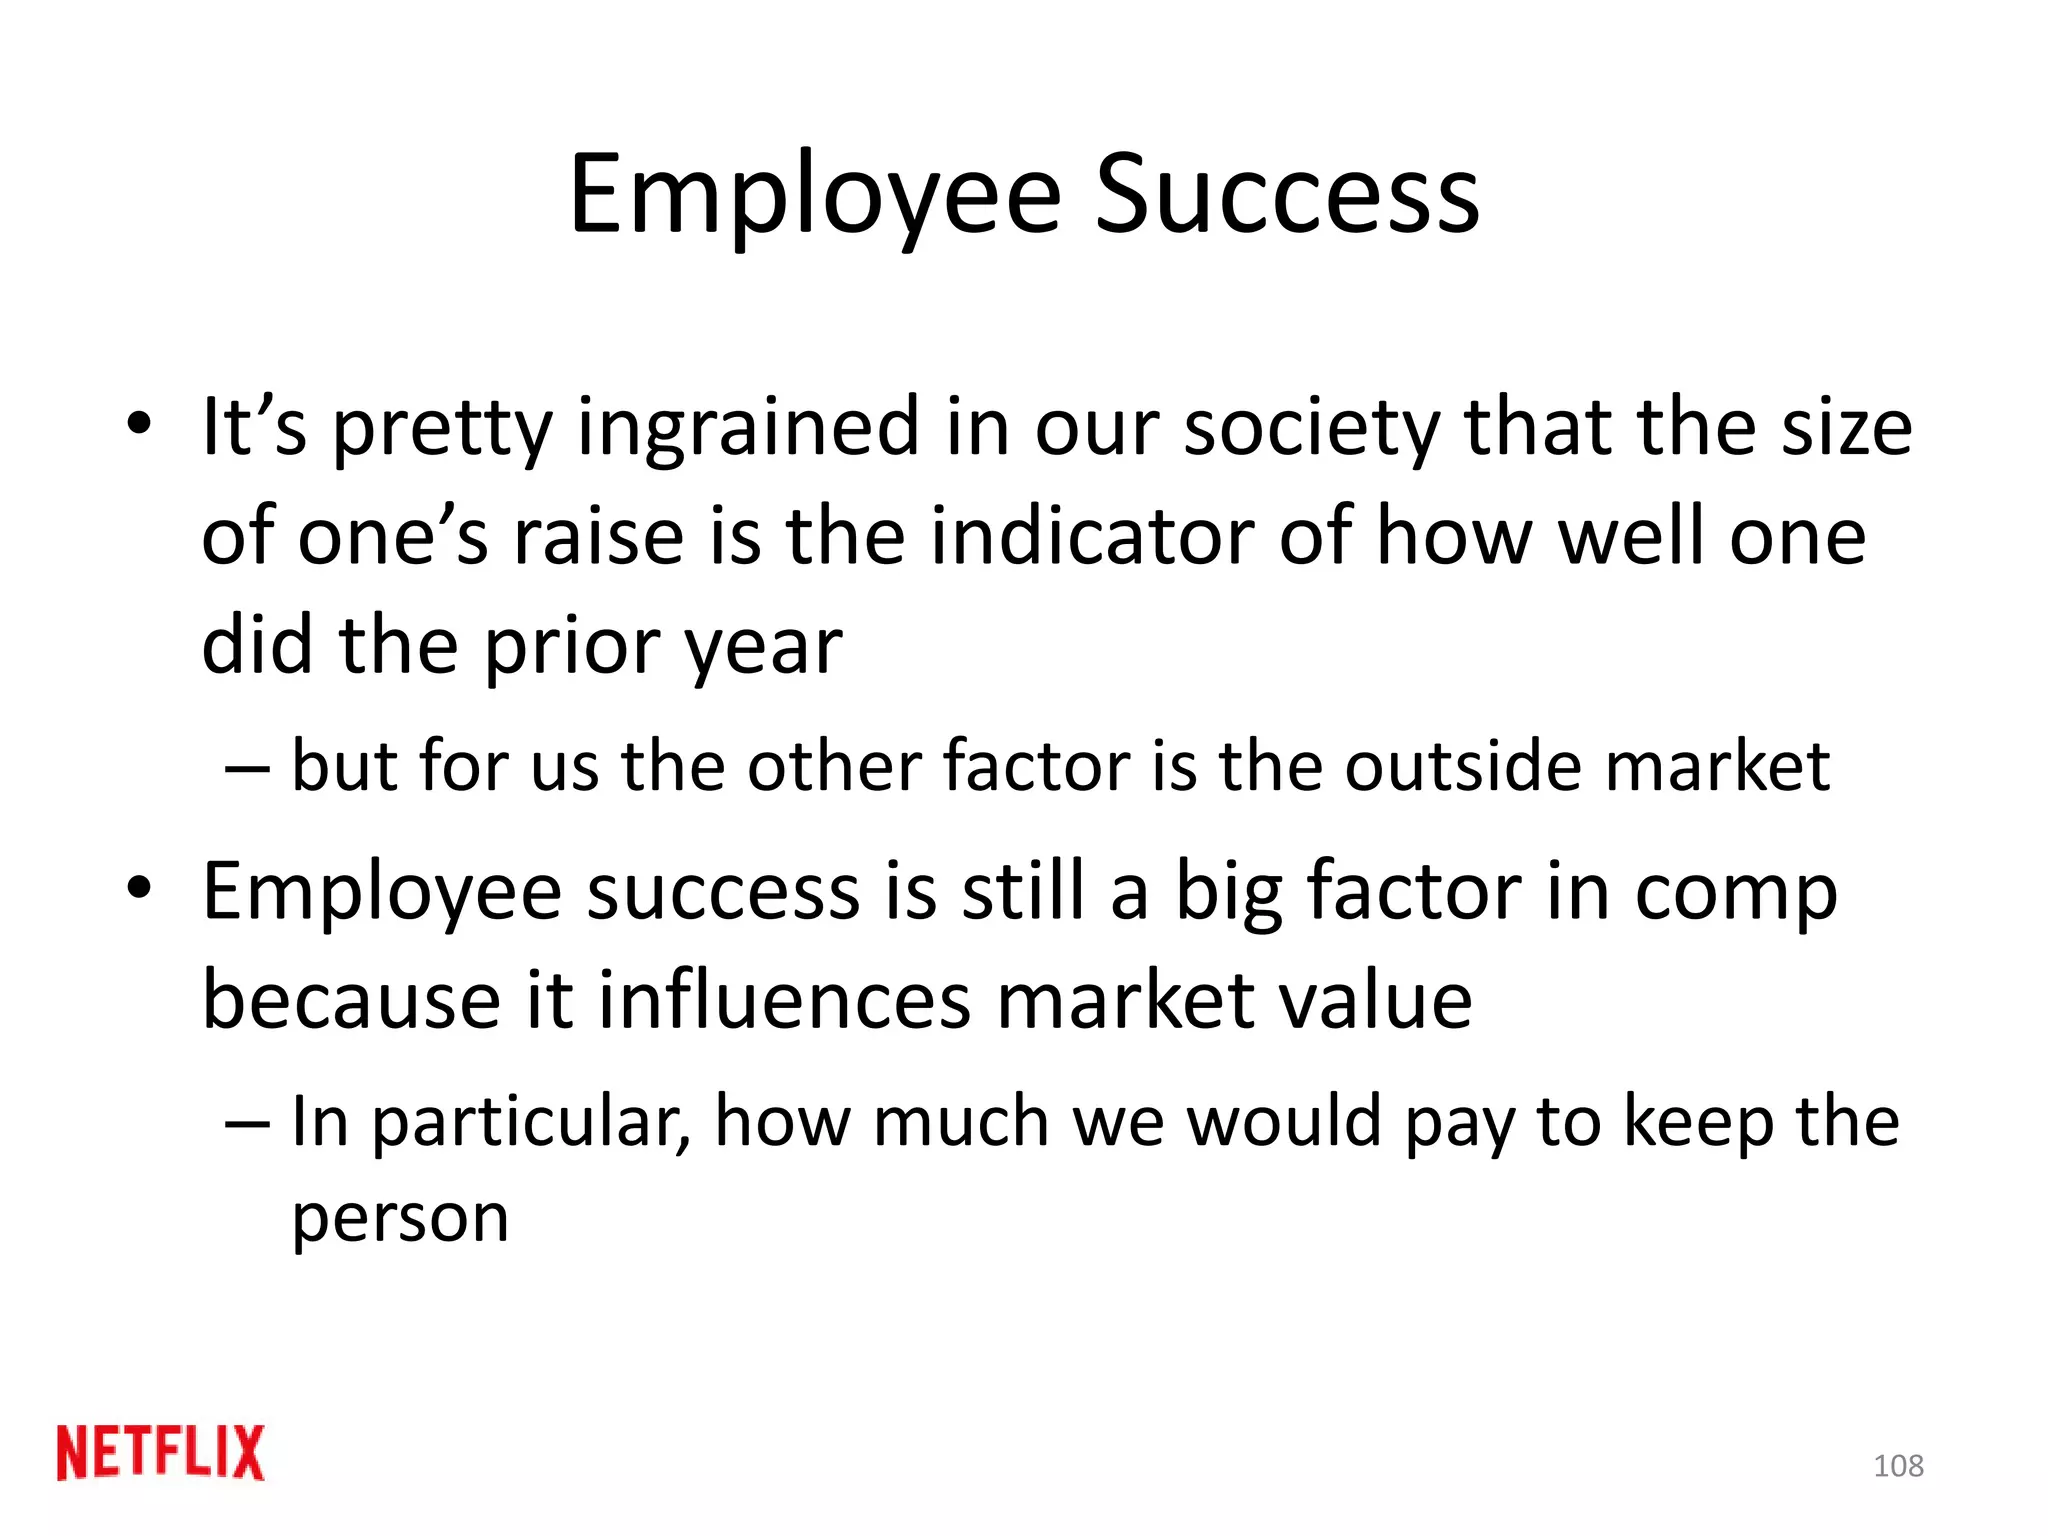 Employee Success
• It’s pretty ingrained in our society that the size
of one’s raise is the indicator of how well one
did the prior year
– but for us the other factor is the outside market
• Employee success is still a big factor in comp
because it influences market value
– In particular, how much we would pay to keep the
person
NETFLIX
108